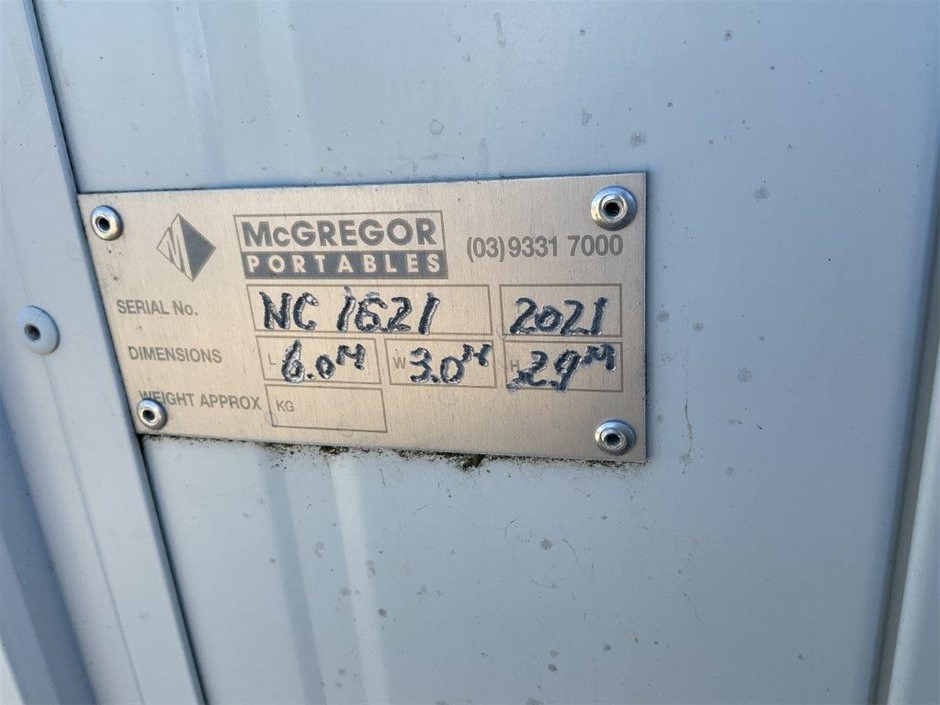 McGREGOR
PORTABLES
(03) 9331 7000
SERIAL No. NC 1621 2021
DIMENSIONS L 6.0M W 3.0M H 2.9M
WEIGHT APPROX KG